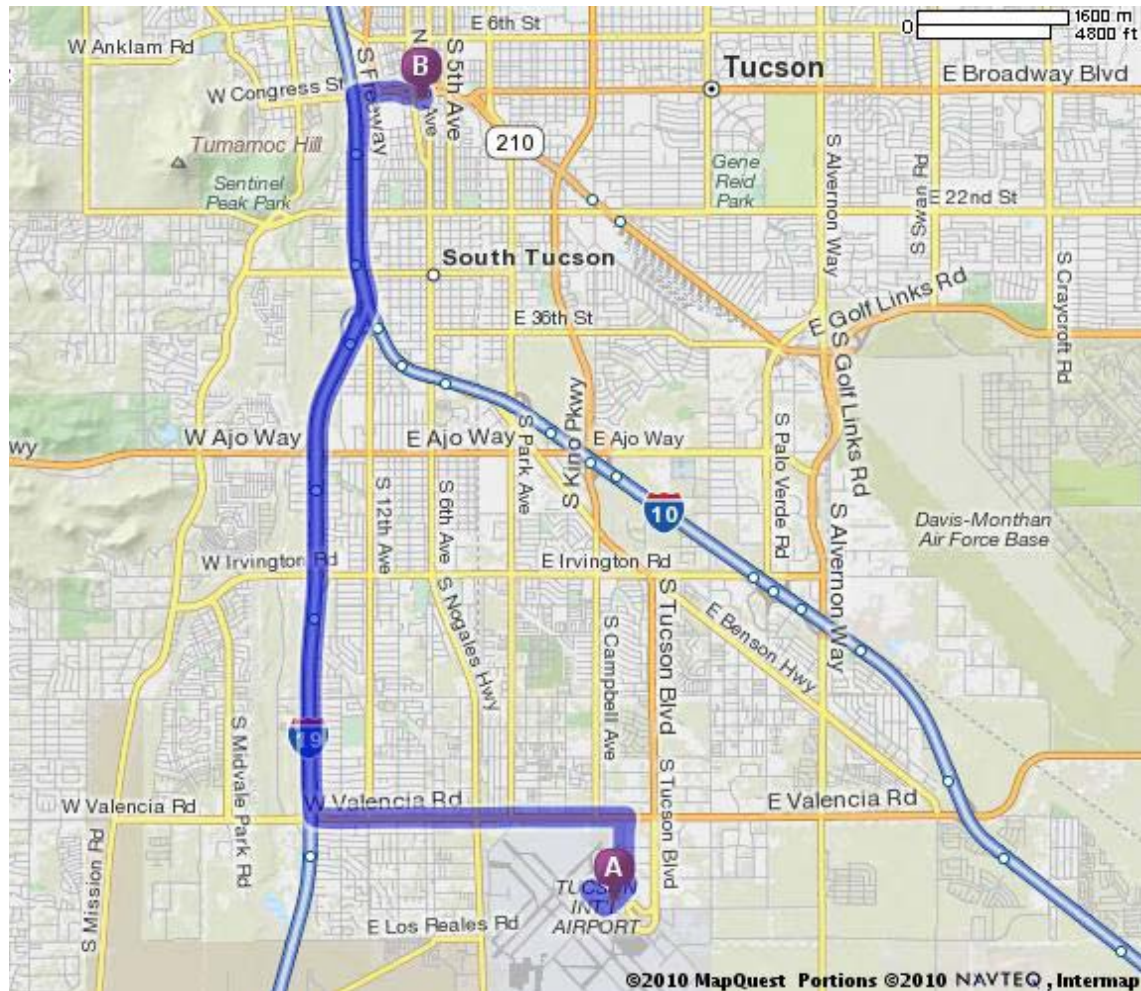 E 6th St
1600 m
0
4800 ft
W Anklam Rd
S Freeway
N
S 5th Ave
B
Tucson
E Broadway Blvd
W Congress St
Ave
210
Tumamoc Hill
Sentinel
Peak Park
Gene
Reid
Park
S Alvernon Way
S Swan Rd
E 22nd St
South Tucson
S Craycroft Rd
E Golf Links Rd
E 36th St
S Golf Links Rd
W Ajo Way
E Ajo Way
E Ajo Way
wy
S Park Ave
S Kino Pkwy
S Palo Verde Rd
10
S 12th Ave
S 6th Ave
S Alvernon Way
Davis-Monthan
Air Force Base
W Irvington Rd
E Irvington Rd
S Nogales Hwy
S Campbell Ave
S Tucson Blvd
E Benson Hwy
19
S Midvale Park Rd
S Tucson Blvd
W Valencia Rd
W Valencia Rd
E Valencia Rd
S Mission Rd
A
TUCSON
INT'L
AIRPORT
E Los Reales Rd
©2010 MapQuest Portions ©2010 NAVTEQ, Intermap